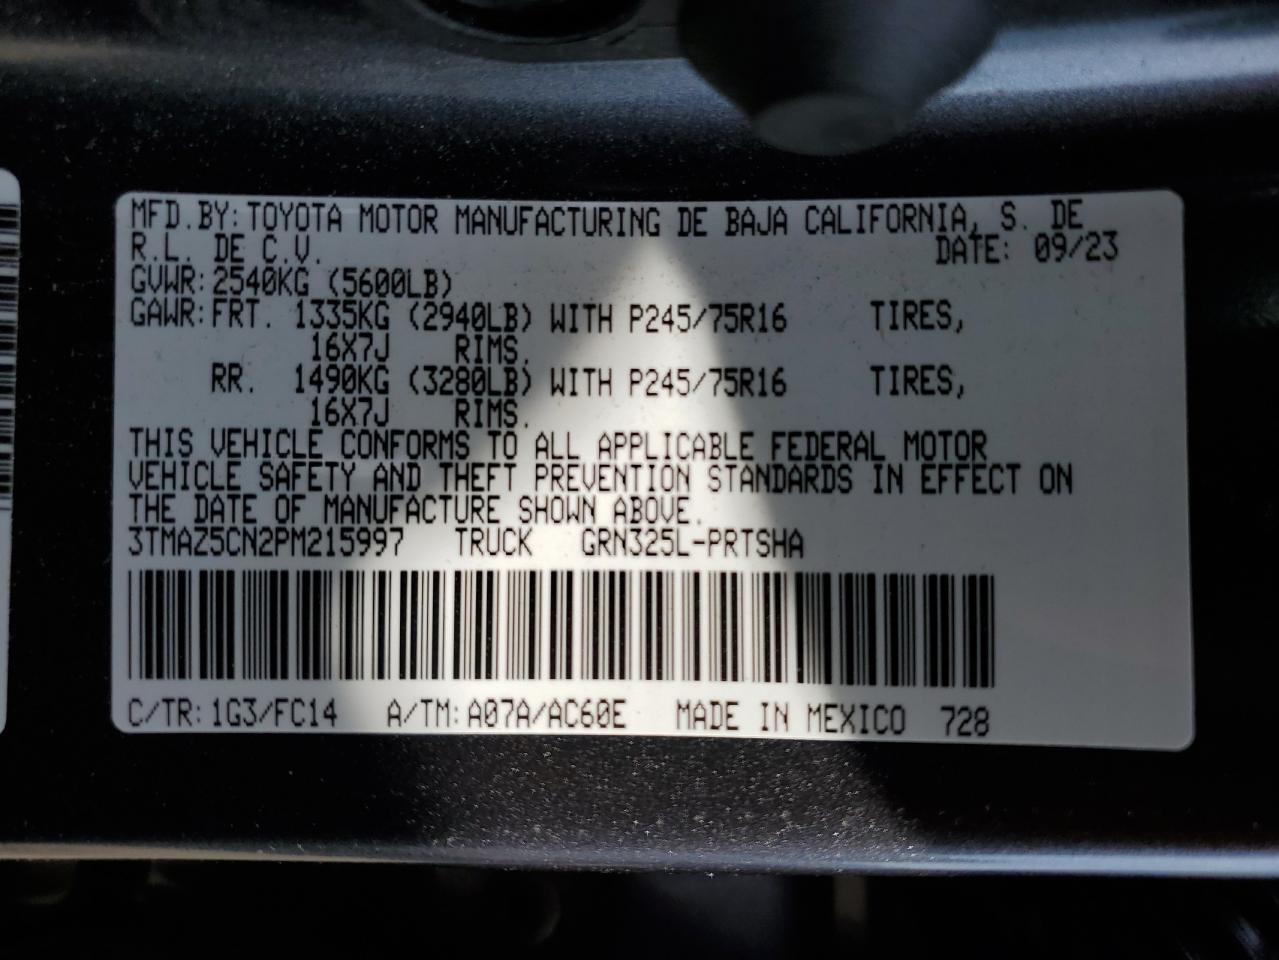 MFD.BY:TOYOTA MOTOR MANUFACTURING DE BAJA CALIFORNIA, S. DE
R.L. DE C.V. DATE: 09/23
GVWR:2540KG (5600LB)
GAWR:FRT. 1335KG (2940LB) WITH P245/75R16 TIRES,
16X7J RIMS.
RR. 1490KG (3280LB) WITH P245/75R16 TIRES,
16X7J RIMS.
THIS VEHICLE CONFORMS TO ALL APPLICABLE FEDERAL MOTOR
VEHICLE SAFETY AND THEFT PREVENTION STANDARDS IN EFFECT ON
THE DATE OF MANUFACTURE SHOWN ABOVE.
3TMAZ5CN2PM215997 TRUCK GRN325L-PRTSHA
C/TR:1G3/FC14 A/TM:A07A/AC60E MADE IN MEXICO 728